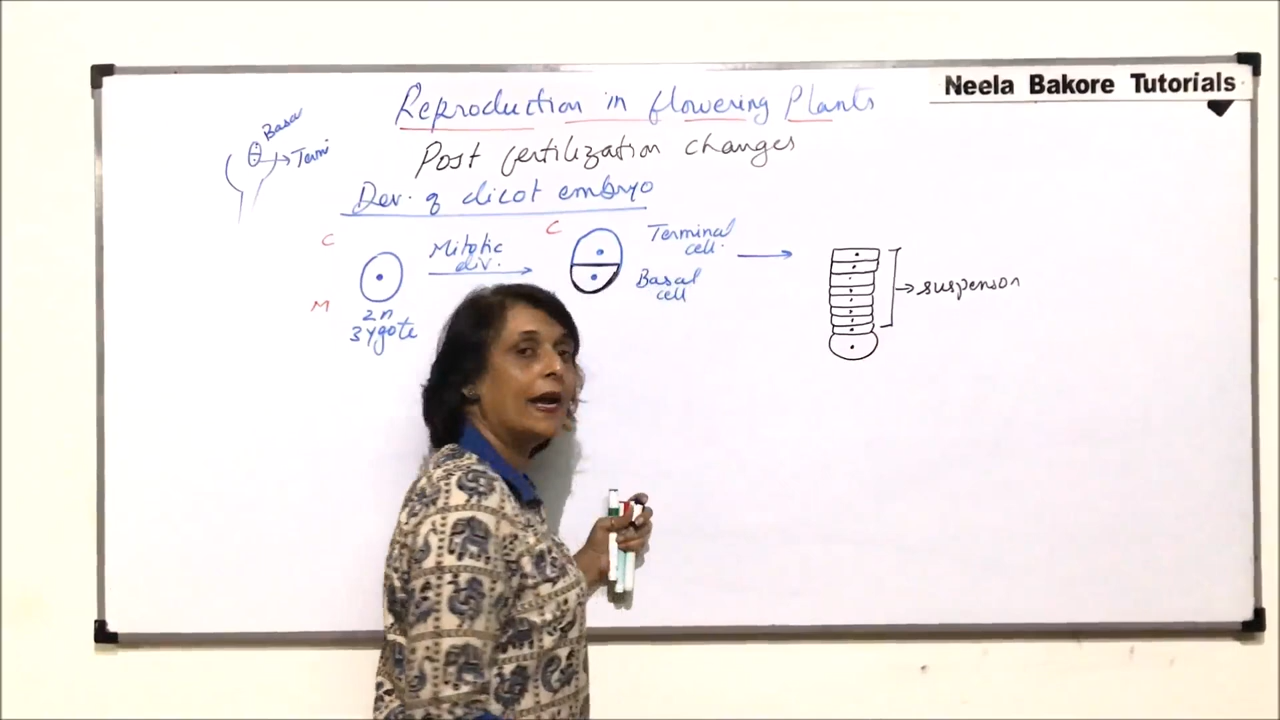 Neela Bakore Tutorials
Reproduction in flowering Plants
Post fertilization changes
Basa
Termi
Dev. of dicot embryo
C
Mitotic
div.
C
Terminal
cell.
Basal
cell
suspensor
M
2n
zygote